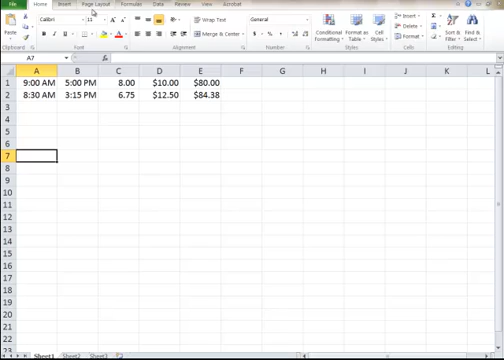 File Home Insert Page Layout Formulas Data Review View Acrobat
Calibri 11 Wrap Text General Insert
Paste Merge & Center Conditional Formatting Format as Table Cell Styles Delete Format Sort & Filter Find & Select
Clipboard Font Alignment Number Styles Cells Editing
A7 fx
A B C D E F G H I J K L
1 9:00 AM 5:00 PM 8.00 $10.00 $80.00
2 8:30 AM 3:15 PM 6.75 $12.50 $84.38
3
4
5
6
7
8
9
10
11
12
13
14
15
16
17
18
19
20
21
22
23
Sheet1 Sheet2 Sheet3